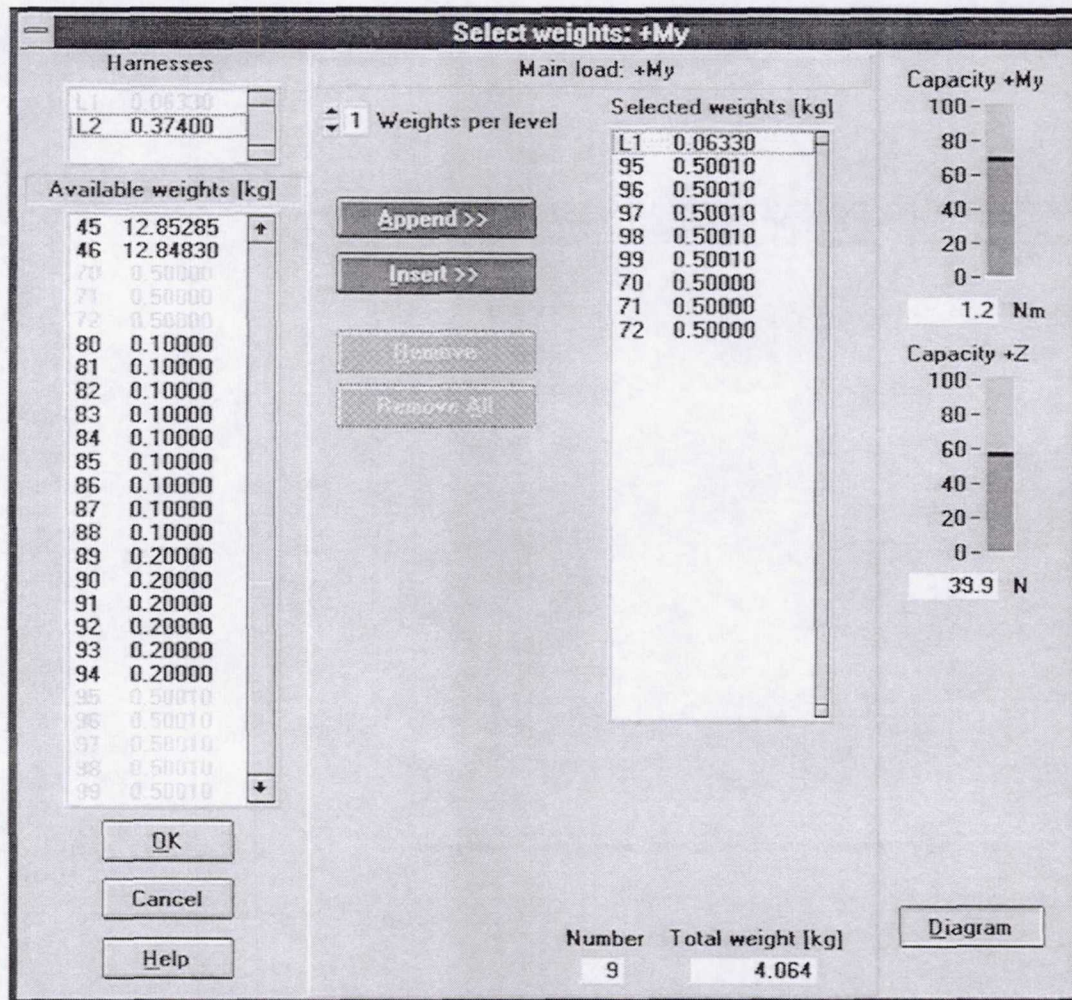 Select weights: +My
Harnesses
L1 0.06330
L2 0.37400
Available weights [kg]
45 12.85285
46 12.84830
70 0.50000
71 0.50000
72 0.50000
80 0.10000
81 0.10000
82 0.10000
83 0.10000
84 0.10000
85 0.10000
86 0.10000
87 0.10000
88 0.10000
89 0.20000
90 0.20000
91 0.20000
92 0.20000
93 0.20000
94 0.20000
95 0.50010
96 0.50010
97 0.50010
98 0.50010
99 0.50010
OK
Cancel
Help
Main load: +My
1 Weights per level
Append >>
Insert >>
Remove
Remove All
Selected weights [kg]
L1 0.06330
95 0.50010
96 0.50010
97 0.50010
98 0.50010
99 0.50010
70 0.50000
71 0.50000
72 0.50000
Number Total weight [kg]
9 4.064
Capacity +My
100
80
60
40
20
0
1.2 Nm
Capacity +Z
100
80
60
40
20
0
39.9 N
Diagram